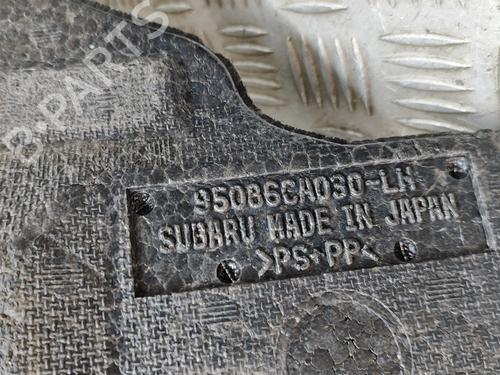 B-PARTS
95086CA030-LH
SUBARU MADE IN JAPAN
>PS+PP<